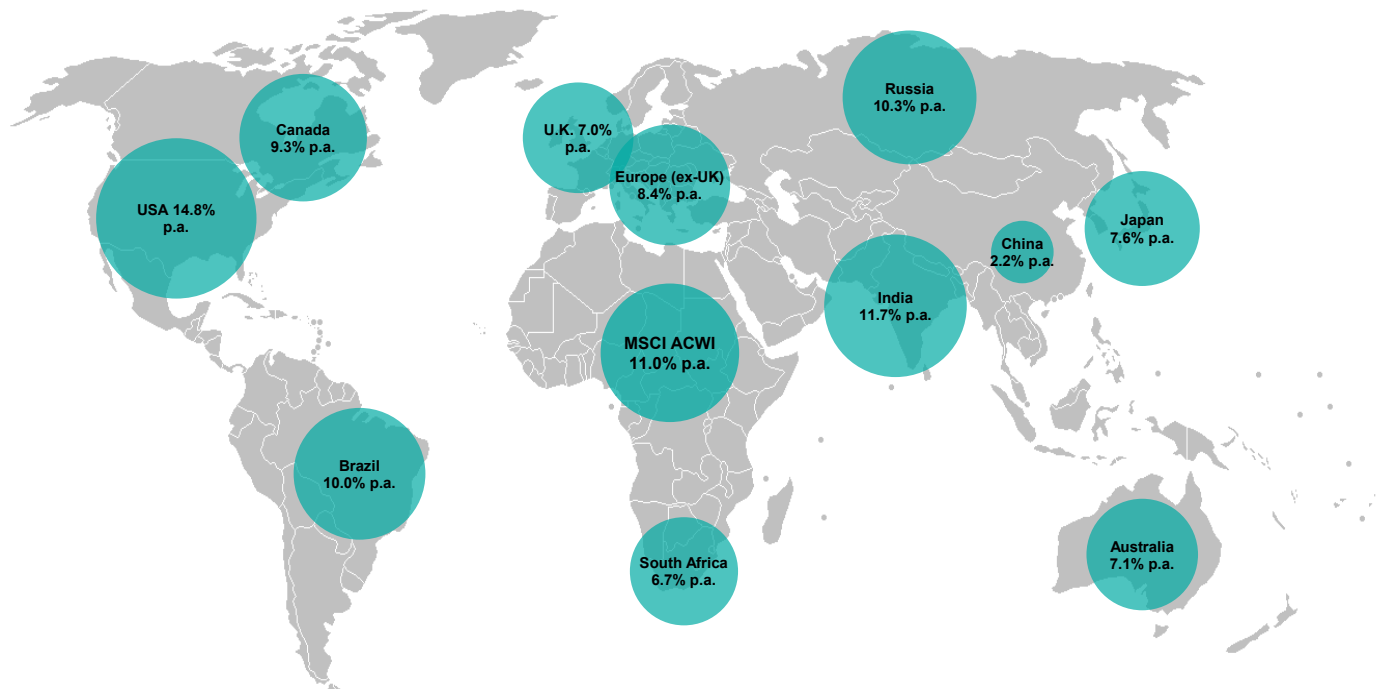 Canada
9.3% p.a.
USA 14.8%
p.a.
U.K. 7.0%
p.a.
Europe (ex-UK)
8.4% p.a.
Russia
10.3% p.a.
Japan
7.6% p.a.
China
2.2% p.a.
India
11.7% p.a.
MSCI ACWI
11.0% p.a.
Brazil
10.0% p.a.
South Africa
6.7% p.a.
Australia
7.1% p.a.